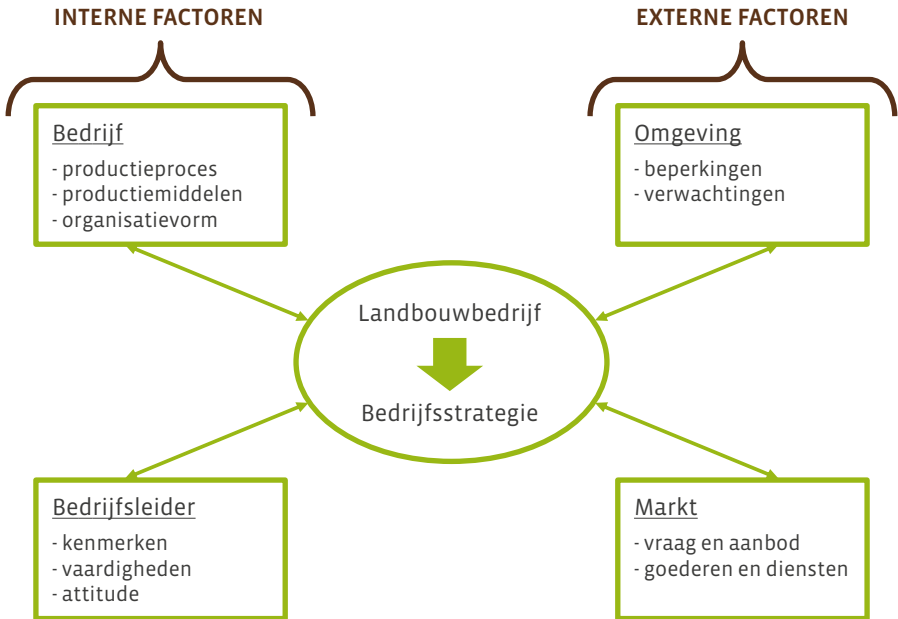 INTERNE FACTOREN
EXTERNE FACTOREN
Bedrijf
- productieproces
- productiemiddelen
- organisatievorm
Omgeving
- beperkingen
- verwachtingen
Landbouwbedrijf
Bedrijfsstrategie
Bedrijfsleider
- kenmerken
- vaardigheden
- attitude
Markt
- vraag en aanbod
- goederen en diensten